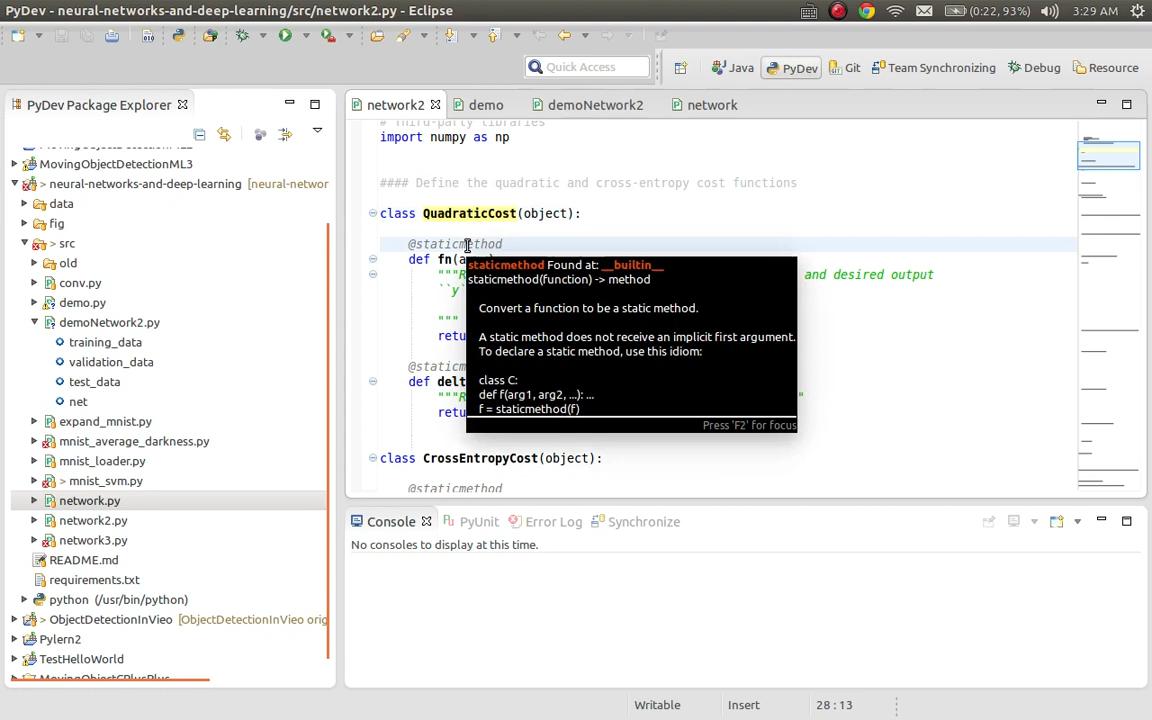 PyDev - neural-networks-and-deep-learning/src/network2.py - Eclipse
(0:22, 93%)
3:29 AM
Quick Access
Java
PyDev
Git
Team Synchronizing
Debug
Resource
PyDev Package Explorer
MovingObjectDetectionML3
> neural-networks-and-deep-learning [neural-networ
data
fig
> src
old
conv.py
demo.py
demoNetwork2.py
training_data
validation_data
test_data
net
expand_mnist.py
mnist_average_darkness.py
mnist_loader.py
> mnist_svm.py
network.py
network2.py
network3.py
README.md
requirements.txt
python (/usr/bin/python)
> ObjectDetectionInVieo [ObjectDetectionInVieo orig
Pylern2
TestHelloWorld
MovingObjectCPlusPlus
network2
demo
demoNetwork2
network
# Third-party libraries
import numpy as np
#### Define the quadratic and cross-entropy cost functions
class QuadraticCost(object):
@staticmethod
def fn(a
"""R and desired output
``y`
"""
retu
@staticm
def delt
"""R "
retu
class CrossEntropyCost(object):
@staticmethod
staticmethod Found at: __builtin__
staticmethod(function) -> method
Convert a function to be a static method.
A static method does not receive an implicit first argument.
To declare a static method, use this idiom:
class C:
def f(arg1, arg2, ...): ...
f = staticmethod(f)
Press 'F2' for focus
Console
PyUnit
Error Log
Synchronize
No consoles to display at this time.
Writable
Insert
28 : 13